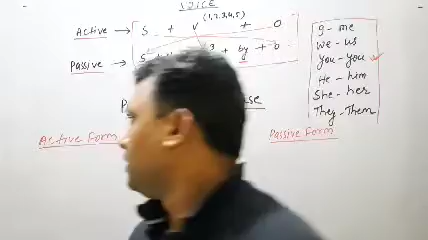 VOICE
(1,2,3,4,5)
Active → S + V + O
Passive → S 3 + by + O
Active Form
Passive Form
I - me
We - us
You - you ✓
He - him
She - her
They - Them